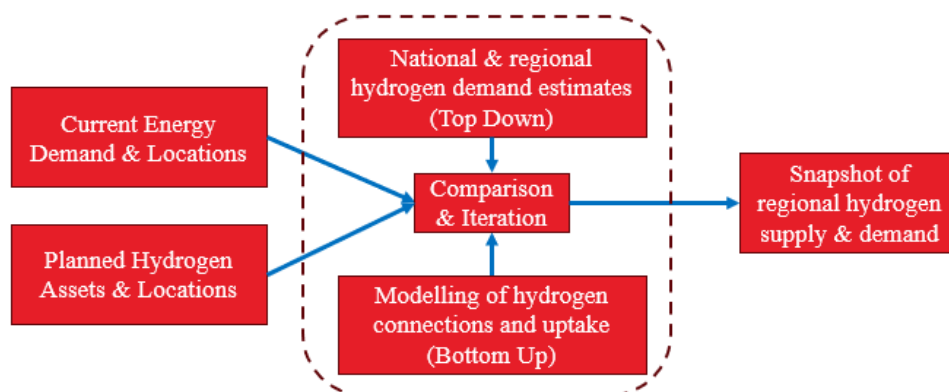 Current Energy
Demand & Locations
Planned Hydrogen
Assets & Locations
National & regional
hydrogen demand estimates
(Top Down)
Comparison
& Iteration
Modelling of hydrogen
connections and uptake
(Bottom Up)
Snapshot of
regional hydrogen
supply & demand